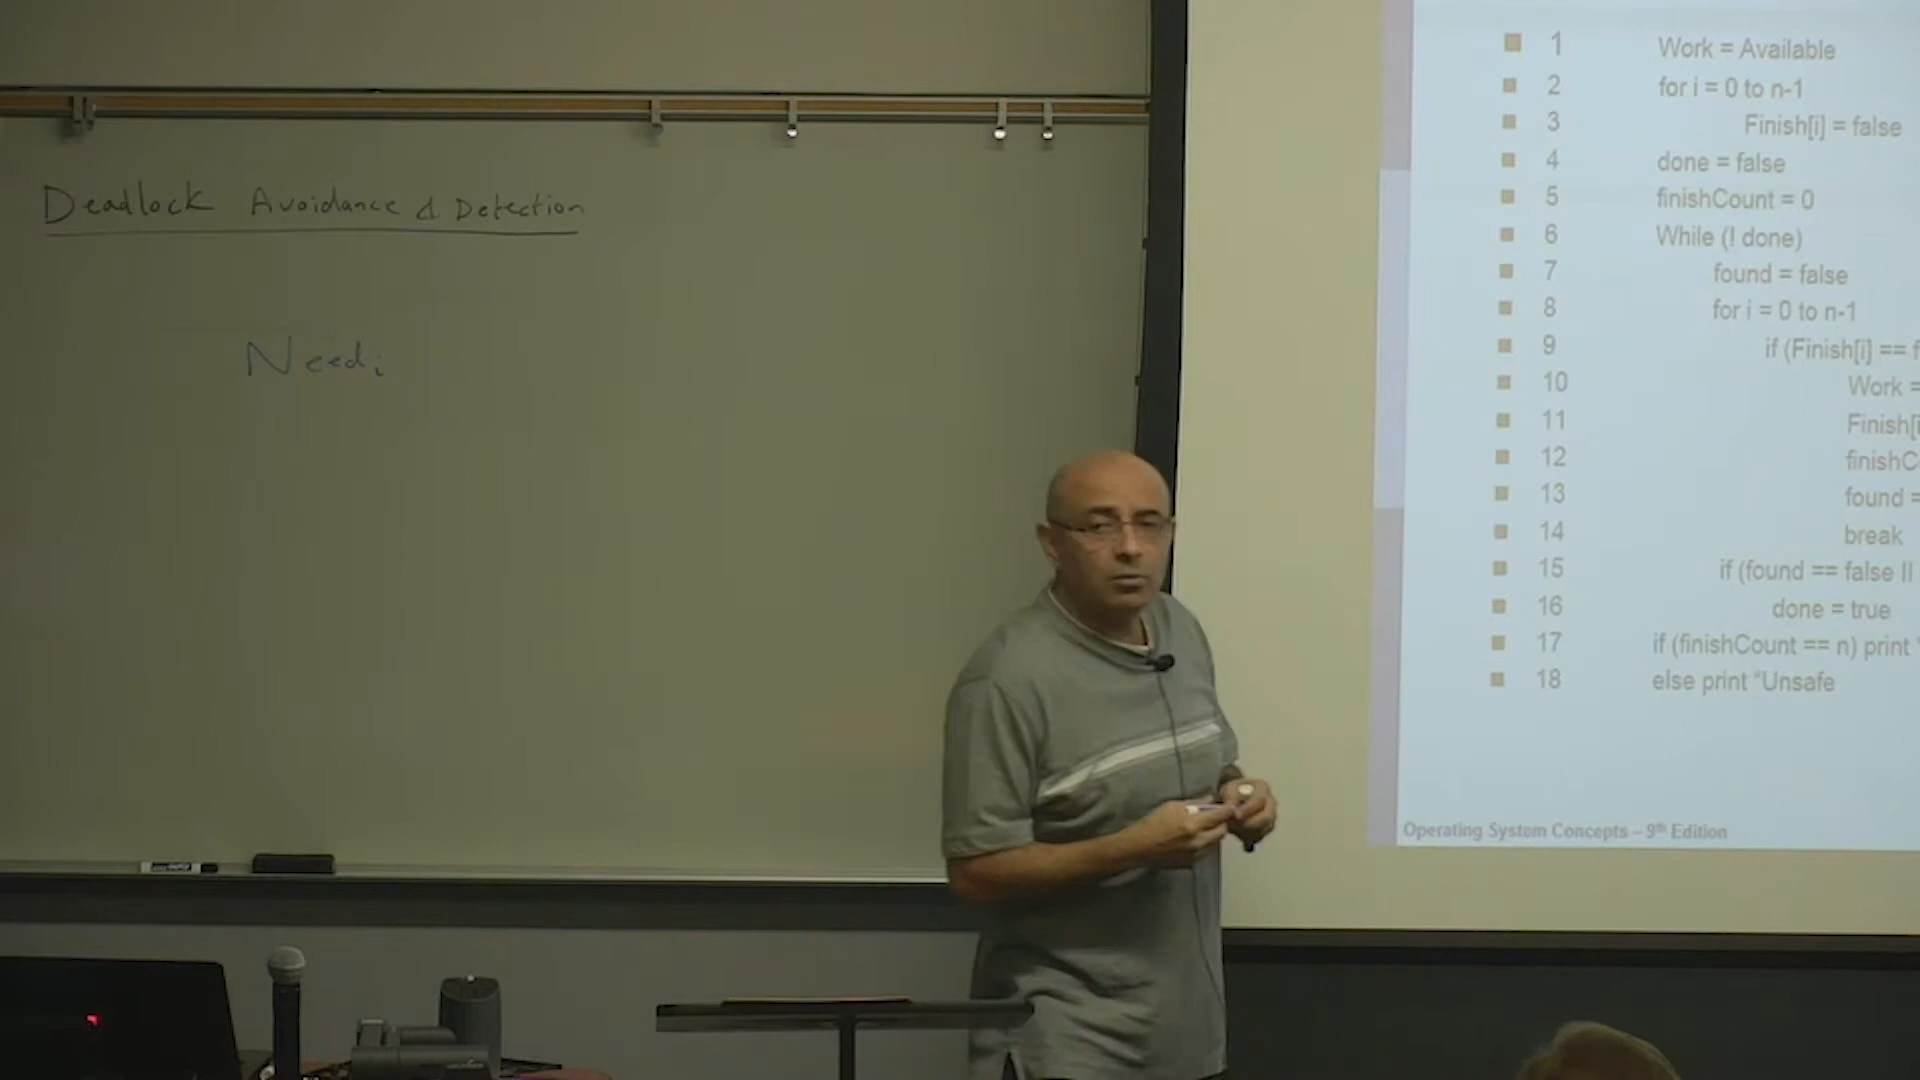 Deadlock Avoidance & Detection
Needi
1 Work = Available
2 for i = 0 to n-1
3 Finish[i] = false
4 done = false
5 finishCount = 0
6 While (! done)
7 found = false
8 for i = 0 to n-1
9 if (Finish[i] == f
10 Work =
11 Finish[i
12 finishC
13 found =
14 break
15 if (found == false ||
16 done = true
17 if (finishCount == n) print "
18 else print "Unsafe
Operating System Concepts – 9th Edition